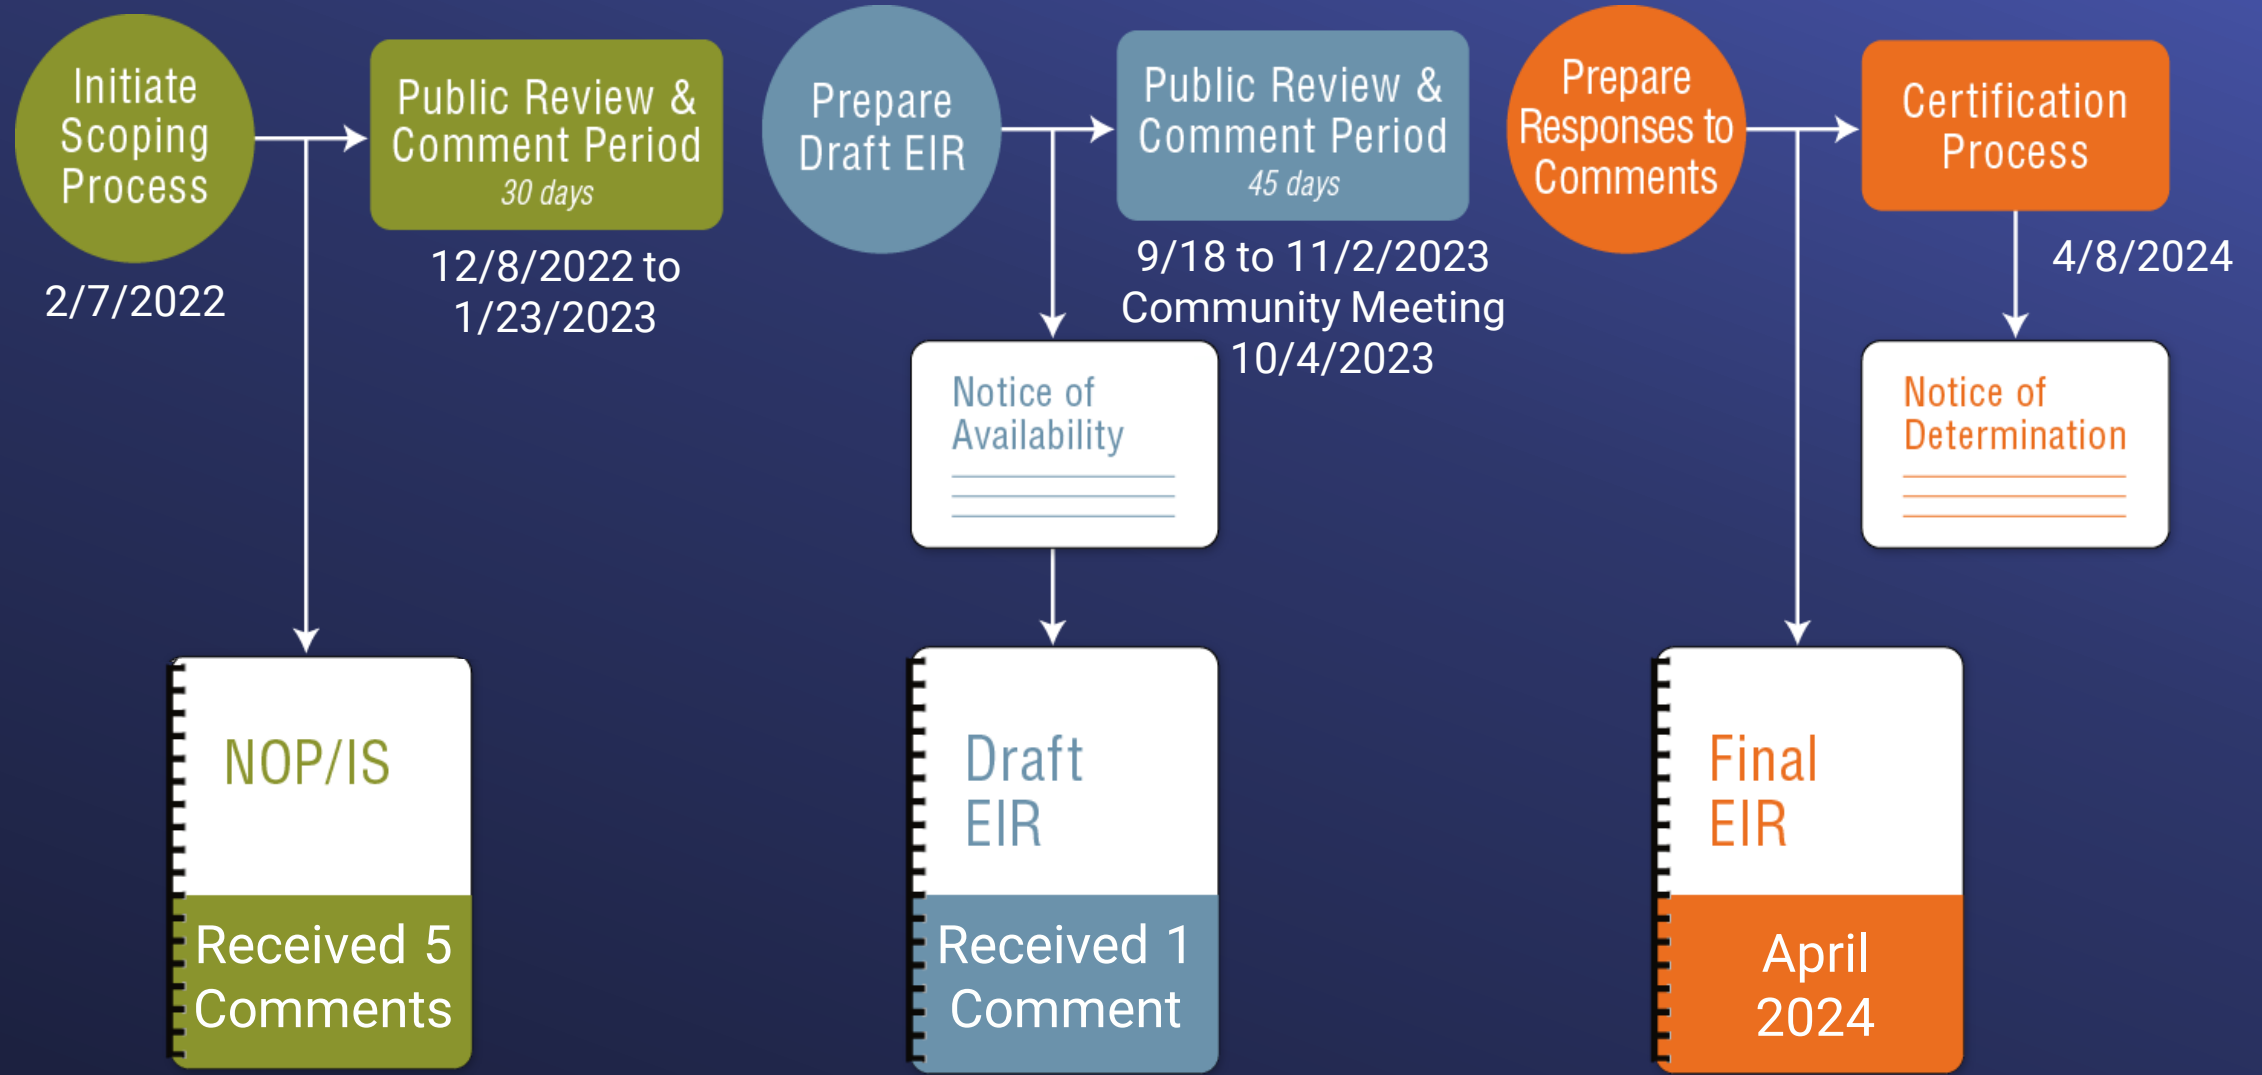 Initiate
Scoping
Process
2/7/2022
Public Review &
Comment Period
30 days
12/8/2022 to
1/23/2023
NOP/IS
Received 5
Comments
Prepare
Draft EIR
Public Review &
Comment Period
45 days
9/18 to 11/2/2023
Community Meeting
10/4/2023
Notice of
Availability
Draft
EIR
Received 1
Comment
Prepare
Responses to
Comments
Certification
Process
4/8/2024
Notice of
Determination
Final
EIR
April
2024